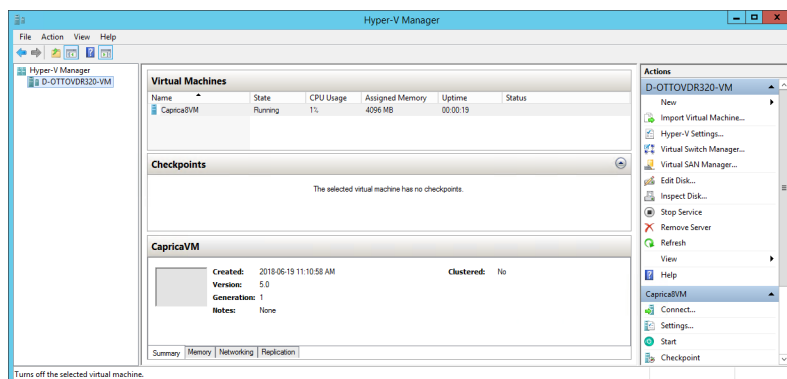 Hyper-V Manager
File Action View Help
Hyper-V Manager
D-OTTOVDR320-VM
Virtual Machines
Name State CPU Usage Assigned Memory Uptime Status
Caprica8VM Running 1% 4096 MB 00:00:19
Checkpoints
The selected virtual machine has no checkpoints.
CapricaVM
Created: 2018-06-19 11:10:58 AM Clustered: No
Version: 5.0
Generation: 1
Notes: None
Summary Memory Networking Replication
Actions
D-OTTOVDR320-VM
New
Import Virtual Machine...
Hyper-V Settings...
Virtual Switch Manager...
Virtual SAN Manager...
Edit Disk...
Inspect Disk...
Stop Service
Remove Server
Refresh
View
Help
Caprica8VM
Connect...
Settings...
Start
Checkpoint
Turns off the selected virtual machine.